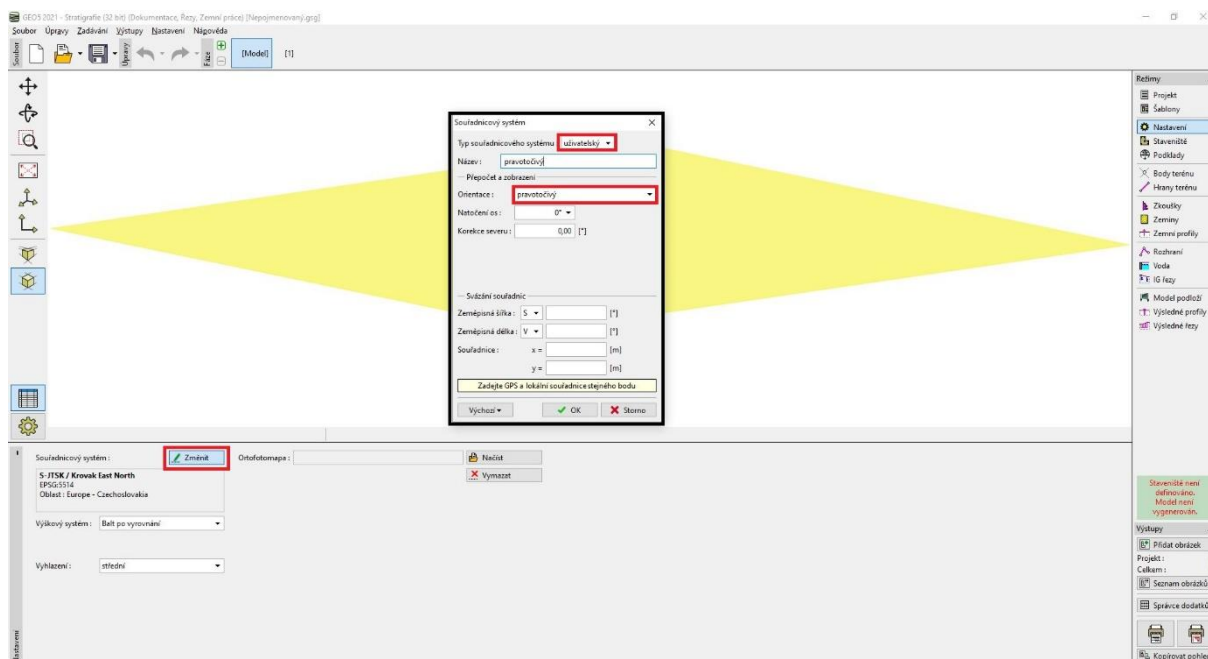 GEO5 2021 - Stratigrafie (32 bit) (Dokumentace, Řezy, Zemní práce) [Nepojmenovaný.gsg]
Soubor Úpravy Zadávání Výstupy Nastavení Nápověda
Soubor
Úpravy
Fáze
[Model] [1]
Režimy
Projekt
Šablony
Nastavení
Staveniště
Podklady
Body terénu
Hrany terénu
Zkoušky
Zeminy
Zemní profily
Rozhraní
Voda
IG řezy
Model podloží
Výsledné profily
Výsledné řezy
Souřadnicový systém
Typ souřadnicového systému uživatelský
Název : pravotočivý
Přepočet a zobrazení
Orientace : pravotočivý
Natočení os : 0°
Korekce severu : 0,00 [°]
Svázání souřadnic
Zeměpisná šířka : S [°]
Zeměpisná délka : V [°]
Souřadnice : x = [m]
y = [m]
Zadejte GPS a lokální souřadnice stejného bodu
Výchozí OK Storno
Souřadnicový systém : Změnit Ortofotomapa : Načíst
Vymazat
S-JTSK / Krovak East North
EPSG:5514
Oblast : Europe - Czechoslovakia
Výškový systém : Balt po vyrovnání
Vyhlazení : střední
Nastavení
Staveniště není
definováno.
Model není
vygenerován.
Výstupy
Přidat obrázek
Projekt :
Celkem :
Seznam obrázků
Správce dodatků
Kopírovat pohled